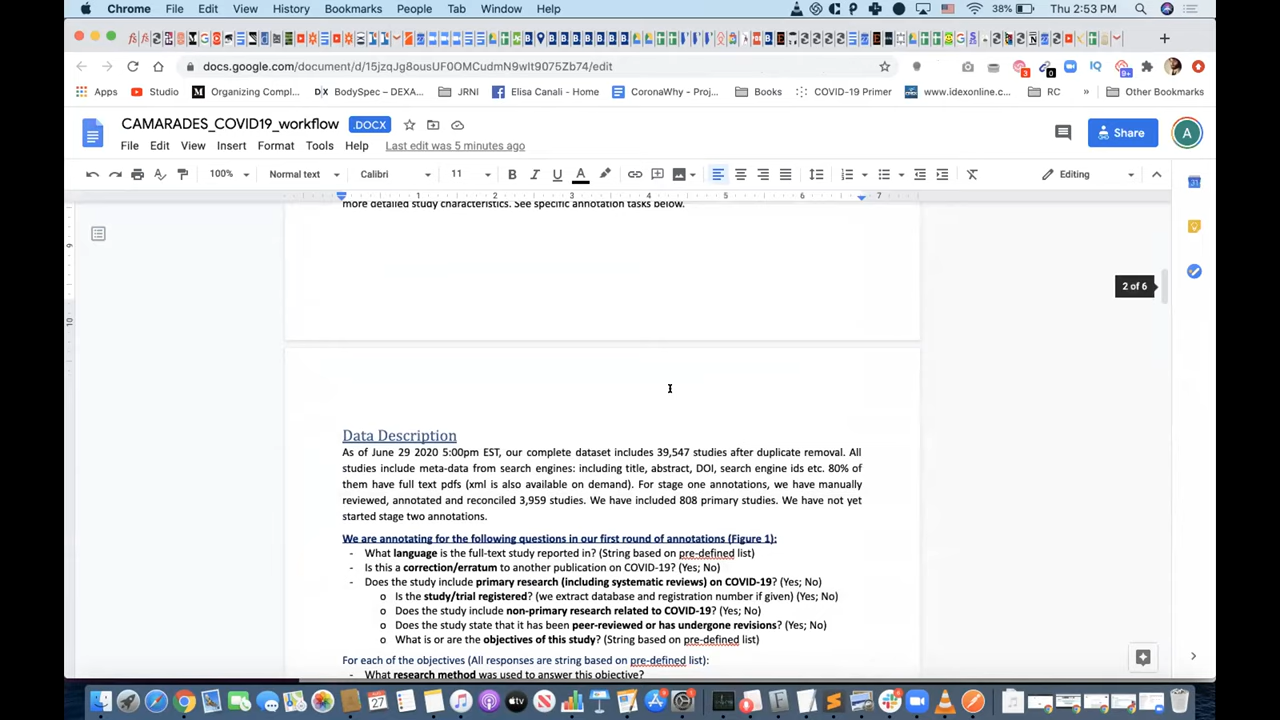 Chrome File Edit View History Bookmarks People Tab Window Help 38% Thu 2:53 PM
docs.google.com/document/d/15jzqJg8ousUF0OMCudmN9wIt9075Zb74/edit
Apps Studio Organizing Compl... BodySpec – DEXA... JRNI Elisa Canali - Home CoronaWhy - Proj... Books COVID-19 Primer www.idexonline.c... RC » Other Bookmarks
CAMARADES_COVID19_workflow .DOCX
Share
A
File Edit View Insert Format Tools Help Last edit was 5 minutes ago
100% Normal text Calibri 11 B I U A Editing
1 2 3 4 5 6 7
more detailed study characteristics. See specific annotation tasks below.
2 of 6
Data Description
As of June 29 2020 5:00pm EST, our complete dataset includes 39,547 studies after duplicate removal. All
studies include meta-data from search engines: including title, abstract, DOI, search engine ids etc. 80% of
them have full text pdfs (xml is also available on demand). For stage one annotations, we have manually
reviewed, annotated and reconciled 3,959 studies. We have included 808 primary studies. We have not yet
started stage two annotations.
We are annotating for the following questions in our first round of annotations (Figure 1):
- What language is the full-text study reported in? (String based on pre-defined list)
- Is this a correction/erratum to another publication on COVID-19? (Yes; No)
- Does the study include primary research (including systematic reviews) on COVID-19? (Yes; No)
o Is the study/trial registered? (we extract database and registration number if given) (Yes; No)
o Does the study include non-primary research related to COVID-19? (Yes; No)
o Does the study state that it has been peer-reviewed or has undergone revisions? (Yes; No)
o What is or are the objectives of this study? (String based on pre-defined list)
For each of the objectives (All responses are string based on pre-defined list):
- What research method was used to answer this objective?